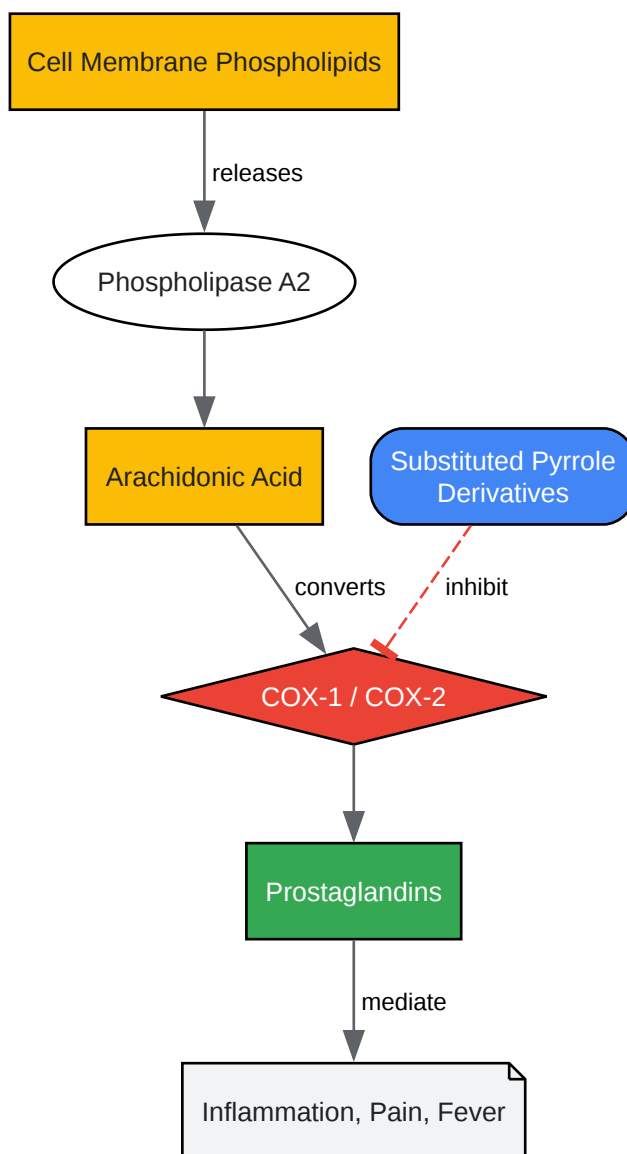 Cell Membrane Phospholipids
releases
Phospholipase A2
Arachidonic Acid
Substituted Pyrrole
Derivatives
converts
inhibit
COX-1 / COX-2
Prostaglandins
mediate
Inflammation, Pain, Fever